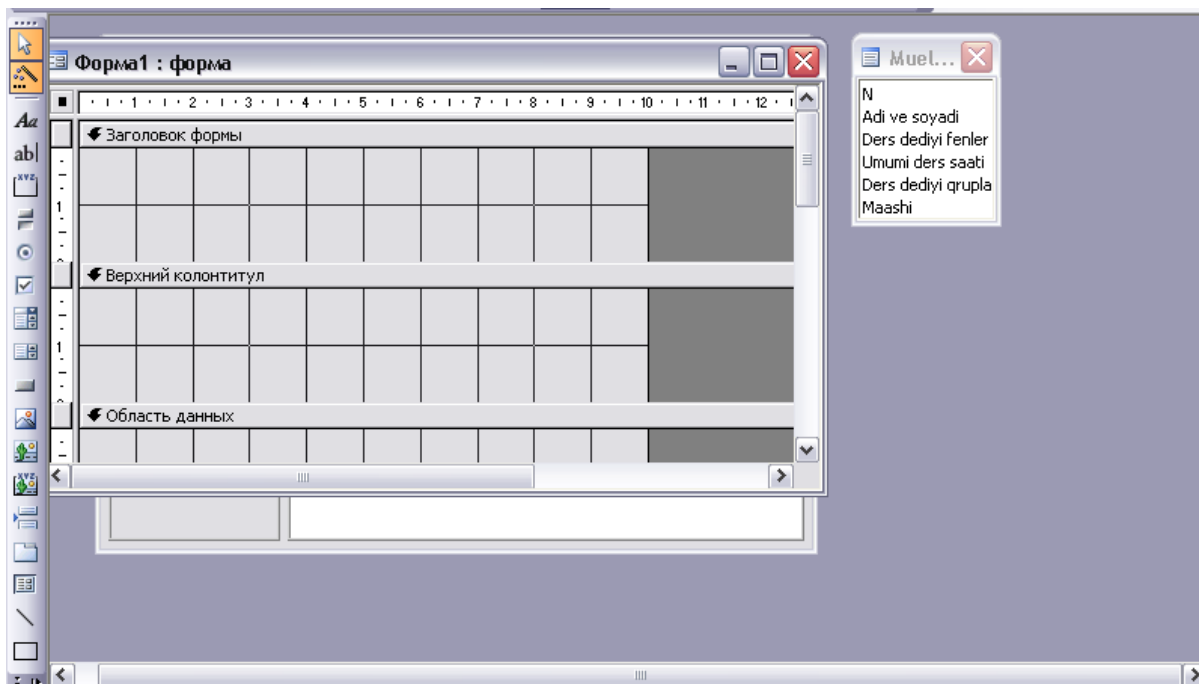 Форма1 : форма
1 2 3 4 5 6 7 8 9 10 11 12
Заголовок формы
1
Верхний колонтитул
1
Область данных
Aa
ab
XYZ
XYZ
Muel...
N
Adi ve soyadi
Ders dediyi fenler
Umumi ders saati
Ders dediyi qrupla
Maashi